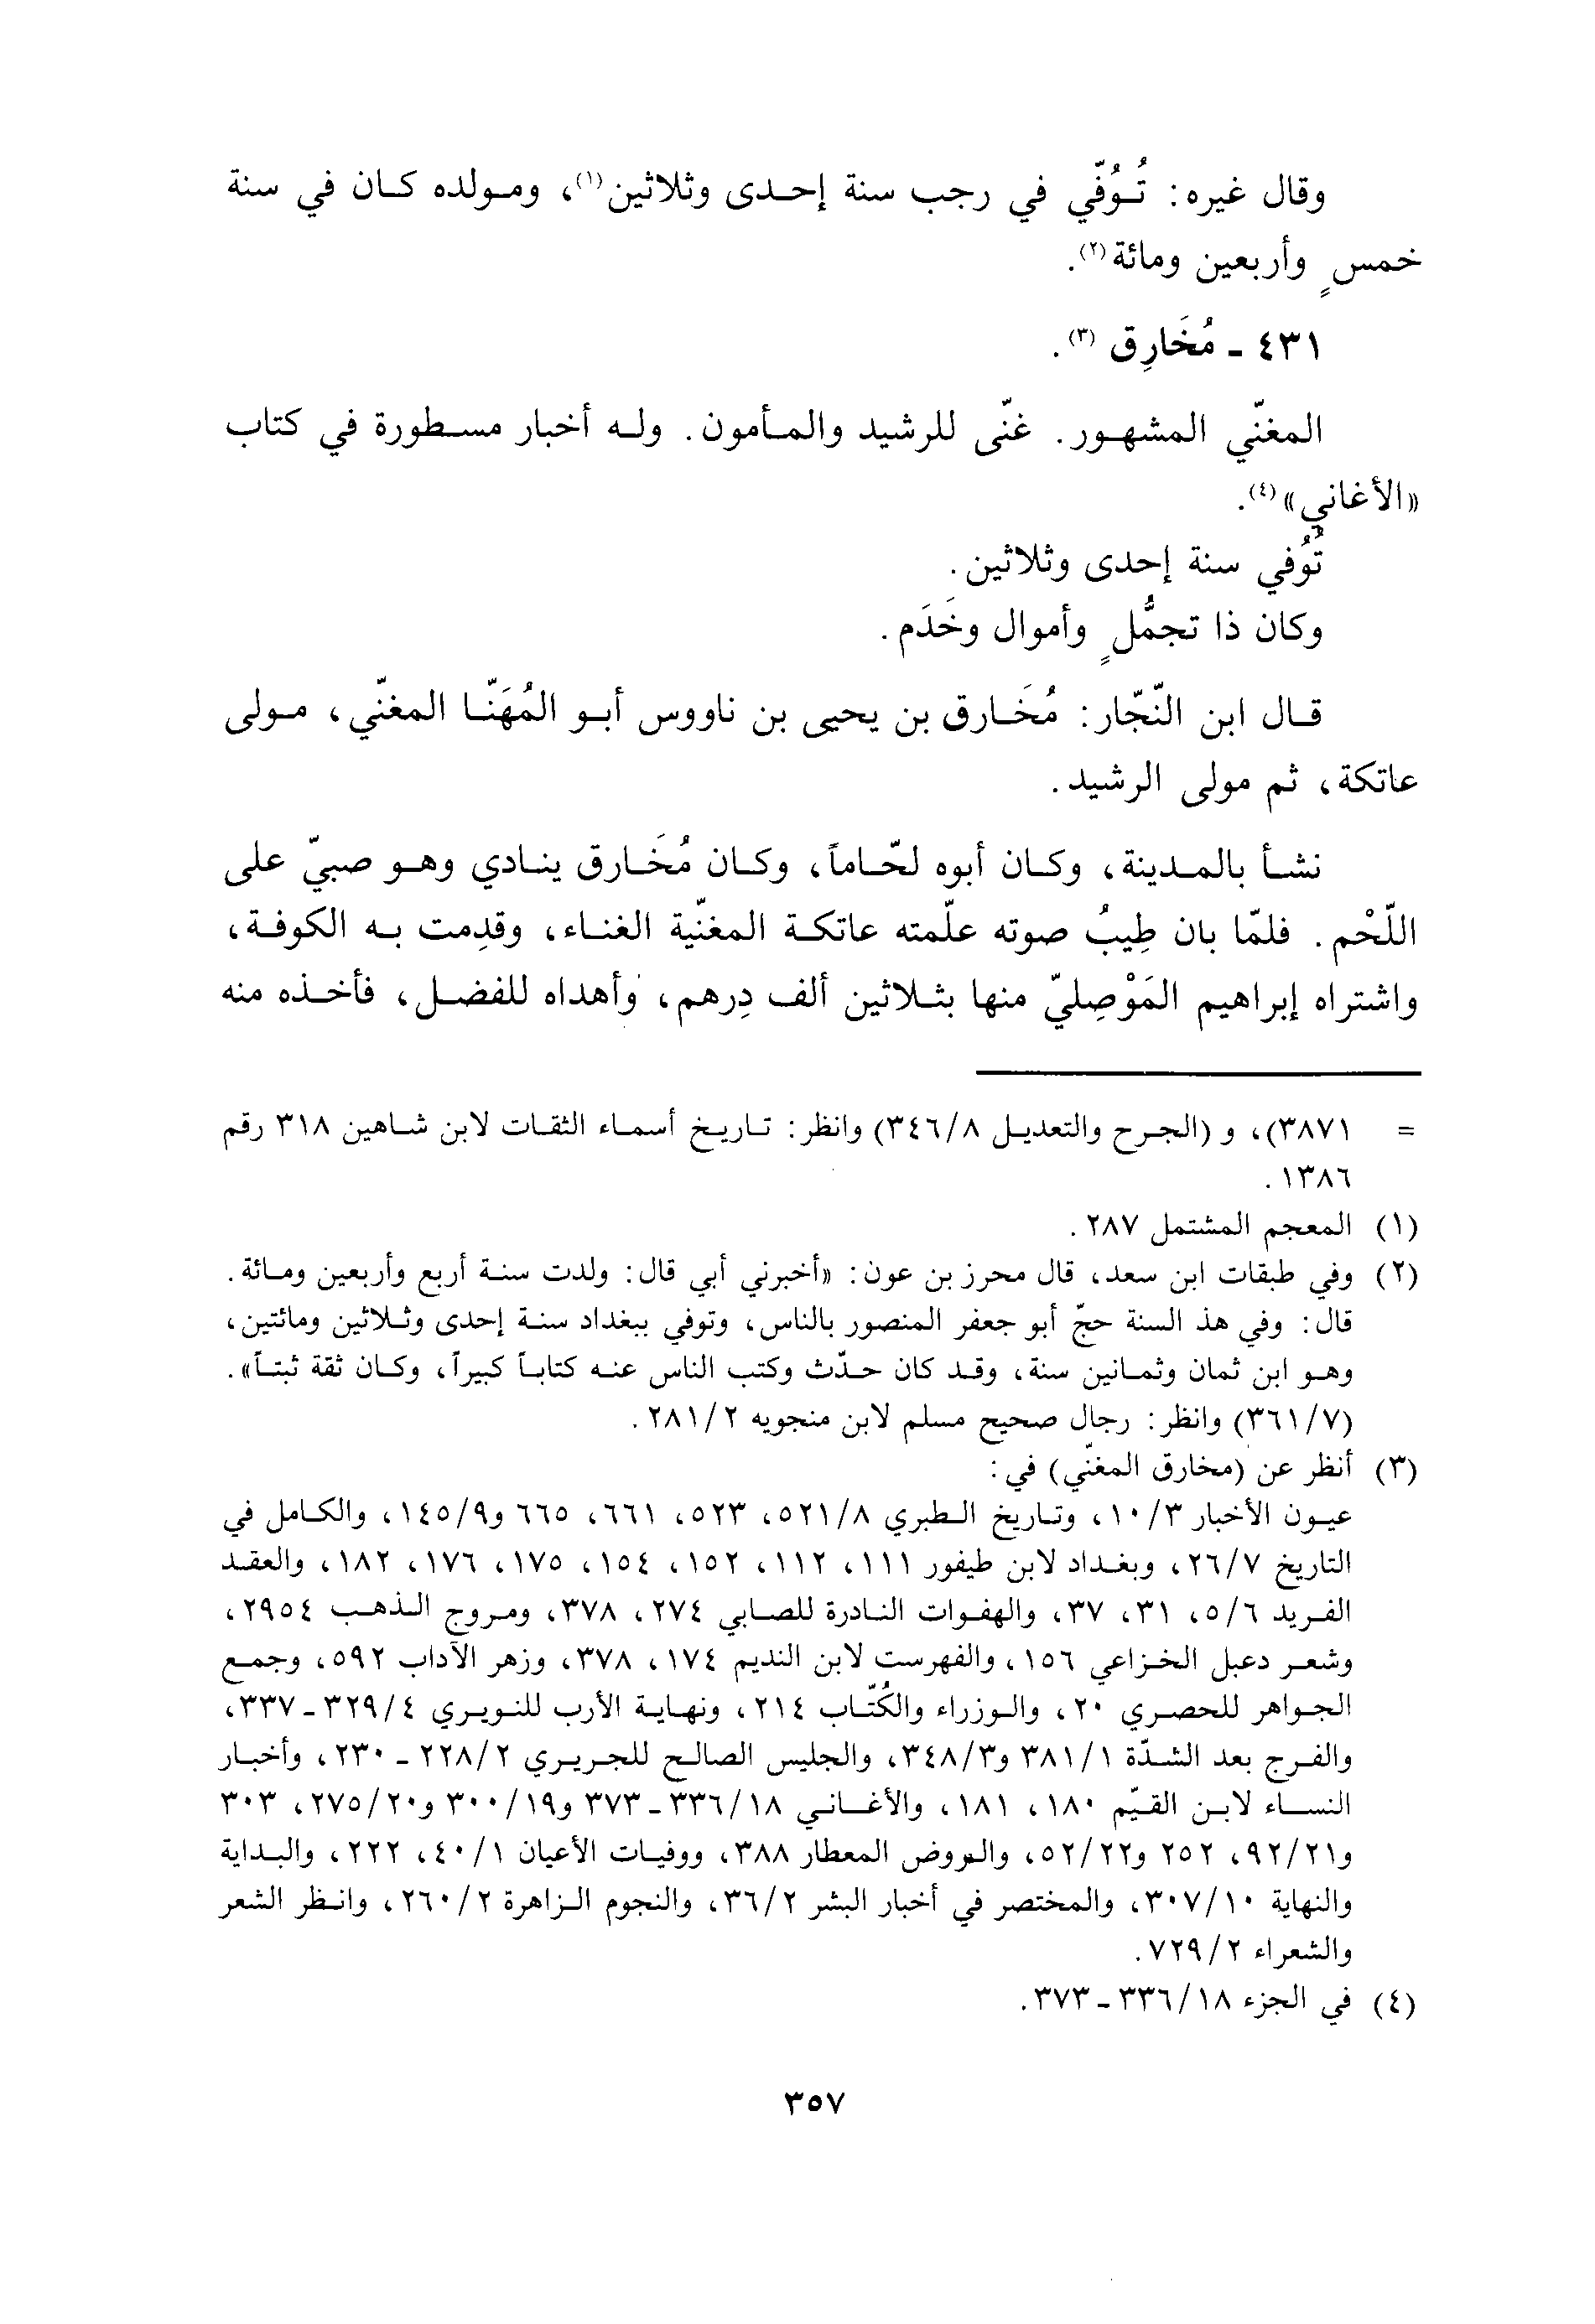 وقال غيره: تُوُفّي في رجب سنة إحدى وثلاثين(١)، ومولده كان في سنة
خمسٍ وأربعين ومائة(٢).
٤٣١ - مُخَارِق (٣).
المغنّي المشهور. غنّى للرشيد والمأمون. وله أخبار مسطورة في كتاب
«الأغاني»(٤).
تُوُفي سنة إحدى وثلاثين.
وكان ذا تجمُّلٍ وأموال وخَدَم.
قال ابن النّجّار: مُخَارق بن يحيى بن ناووس أبو المُهَنّا المغنّي، مولى
عاتكة، ثم مولى الرشيد.
نشأ بالمدينة، وكان أبوه لحّاماً، وكان مُخَارق ينادي وهو صبيّ على
اللّحْم. فلمّا بان طِيبُ صوته علّمته عاتكة المغنّية الغناء، وقدِمت به الكوفة،
واشتراه إبراهيم المَوْصِليّ منها بثلاثين ألف دِرهم، وأهداه للفضل، فأخذه منه
= ٣٨٧١)، و (الجرح والتعديل ٣٤٦/٨) وانظر: تاريخ أسماء الثقات لابن شاهين ٣١٨ رقم
١٣٨٦.
(١) المعجم المشتمل ٢٨٧.
(٢) وفي طبقات ابن سعد، قال محرز بن عون: «أخبرني أبي قال: ولدت سنة أربع وأربعين ومائة.
قال: وفي هذ السنة حجّ أبو جعفر المنصور بالناس، وتوفي ببغداد سنة إحدى وثلاثين ومائتين،
وهو ابن ثمان وثمانين سنة، وقد كان حدّث وكتب الناس عنه كتاباً كبيراً، وكان ثقة ثبتاً».
(٣٦١/٧) وانظر: رجال صحيح مسلم لابن منجويه ٢٨١/٢.
(٣) أنظر عن (مخارق المغنّي) في:
عيون الأخبار ١٠/٣، وتاريخ الطبري ٥٢١/٨، ٥٢٣، ٦٦١، ٦٦٥ و١٤٥/٩، والكامل في
التاريخ ٢٦/٧، وبغداد لابن طيفور ١١١، ١١٢، ١٥٢، ١٥٤، ١٧٥، ١٧٦، ١٨٢، والعقد
الفريد ٥/٦، ٣١، ٣٧، والهفوات النادرة للصابي ٢٧٤، ٣٧٨، ومروج الذهب ٢٩٥٤،
وشعر دعبل الخزاعي ١٥٦، والفهرست لابن النديم ١٧٤، ٣٧٨، وزهر الآداب ٥٩٢، وجمع
الجواهر للحصري ٢٠، والوزراء والكُتّاب ٢١٤، ونهاية الأرب للنويري ٣٢٩/٤ - ٣٣٧،
والفرج بعد الشدّة ٣٨١/١ و٣٤٨/٣، والجليس الصالح للجريري ٢٢٨/٢ - ٢٣٠، وأخبار
النساء لابن القيّم ١٨٠، ١٨١، والأغاني ٣٣٦/١٨ - ٣٧٣ و٣٠٠/١٩ و٢٧٥/٢٠، ٣٠٣
و٩٢/٢١، ٢٥٢ و٥٢/٢٢، والروض المعطار ٣٨٨، ووفيات الأعيان ٤٠/١، ٢٢٢، والبداية
والنهاية ٣٠٧/١٠، والمختصر في أخبار البشر ٣٦/٢، والنجوم الزاهرة ٢٦٠/٢، وانظر الشعر
والشعراء ٧٢٩/٢.
(٤) في الجزء ٣٣٦/١٨ - ٣٧٣.
٣٥٧